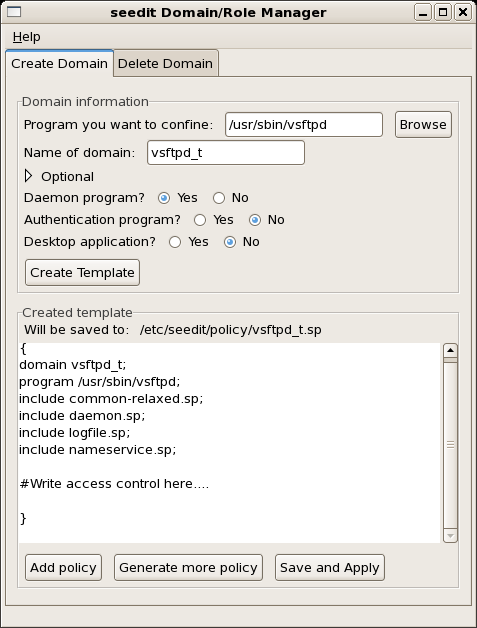 seedit Domain/Role Manager
Help
Create Domain Delete Domain
Domain information
Program you want to confine: /usr/sbin/vsftpd Browse
Name of domain: vsftpd_t
Optional
Daemon program? Yes No
Authentication program? Yes No
Desktop application? Yes No
Create Template
Created template
Will be saved to: /etc/seedit/policy/vsftpd_t.sp
{
domain vsftpd_t;
program /usr/sbin/vsftpd;
include common-relaxed.sp;
include daemon.sp;
include logfile.sp;
include nameservice.sp;
#Write access control here....
}
Add policy Generate more policy Save and Apply